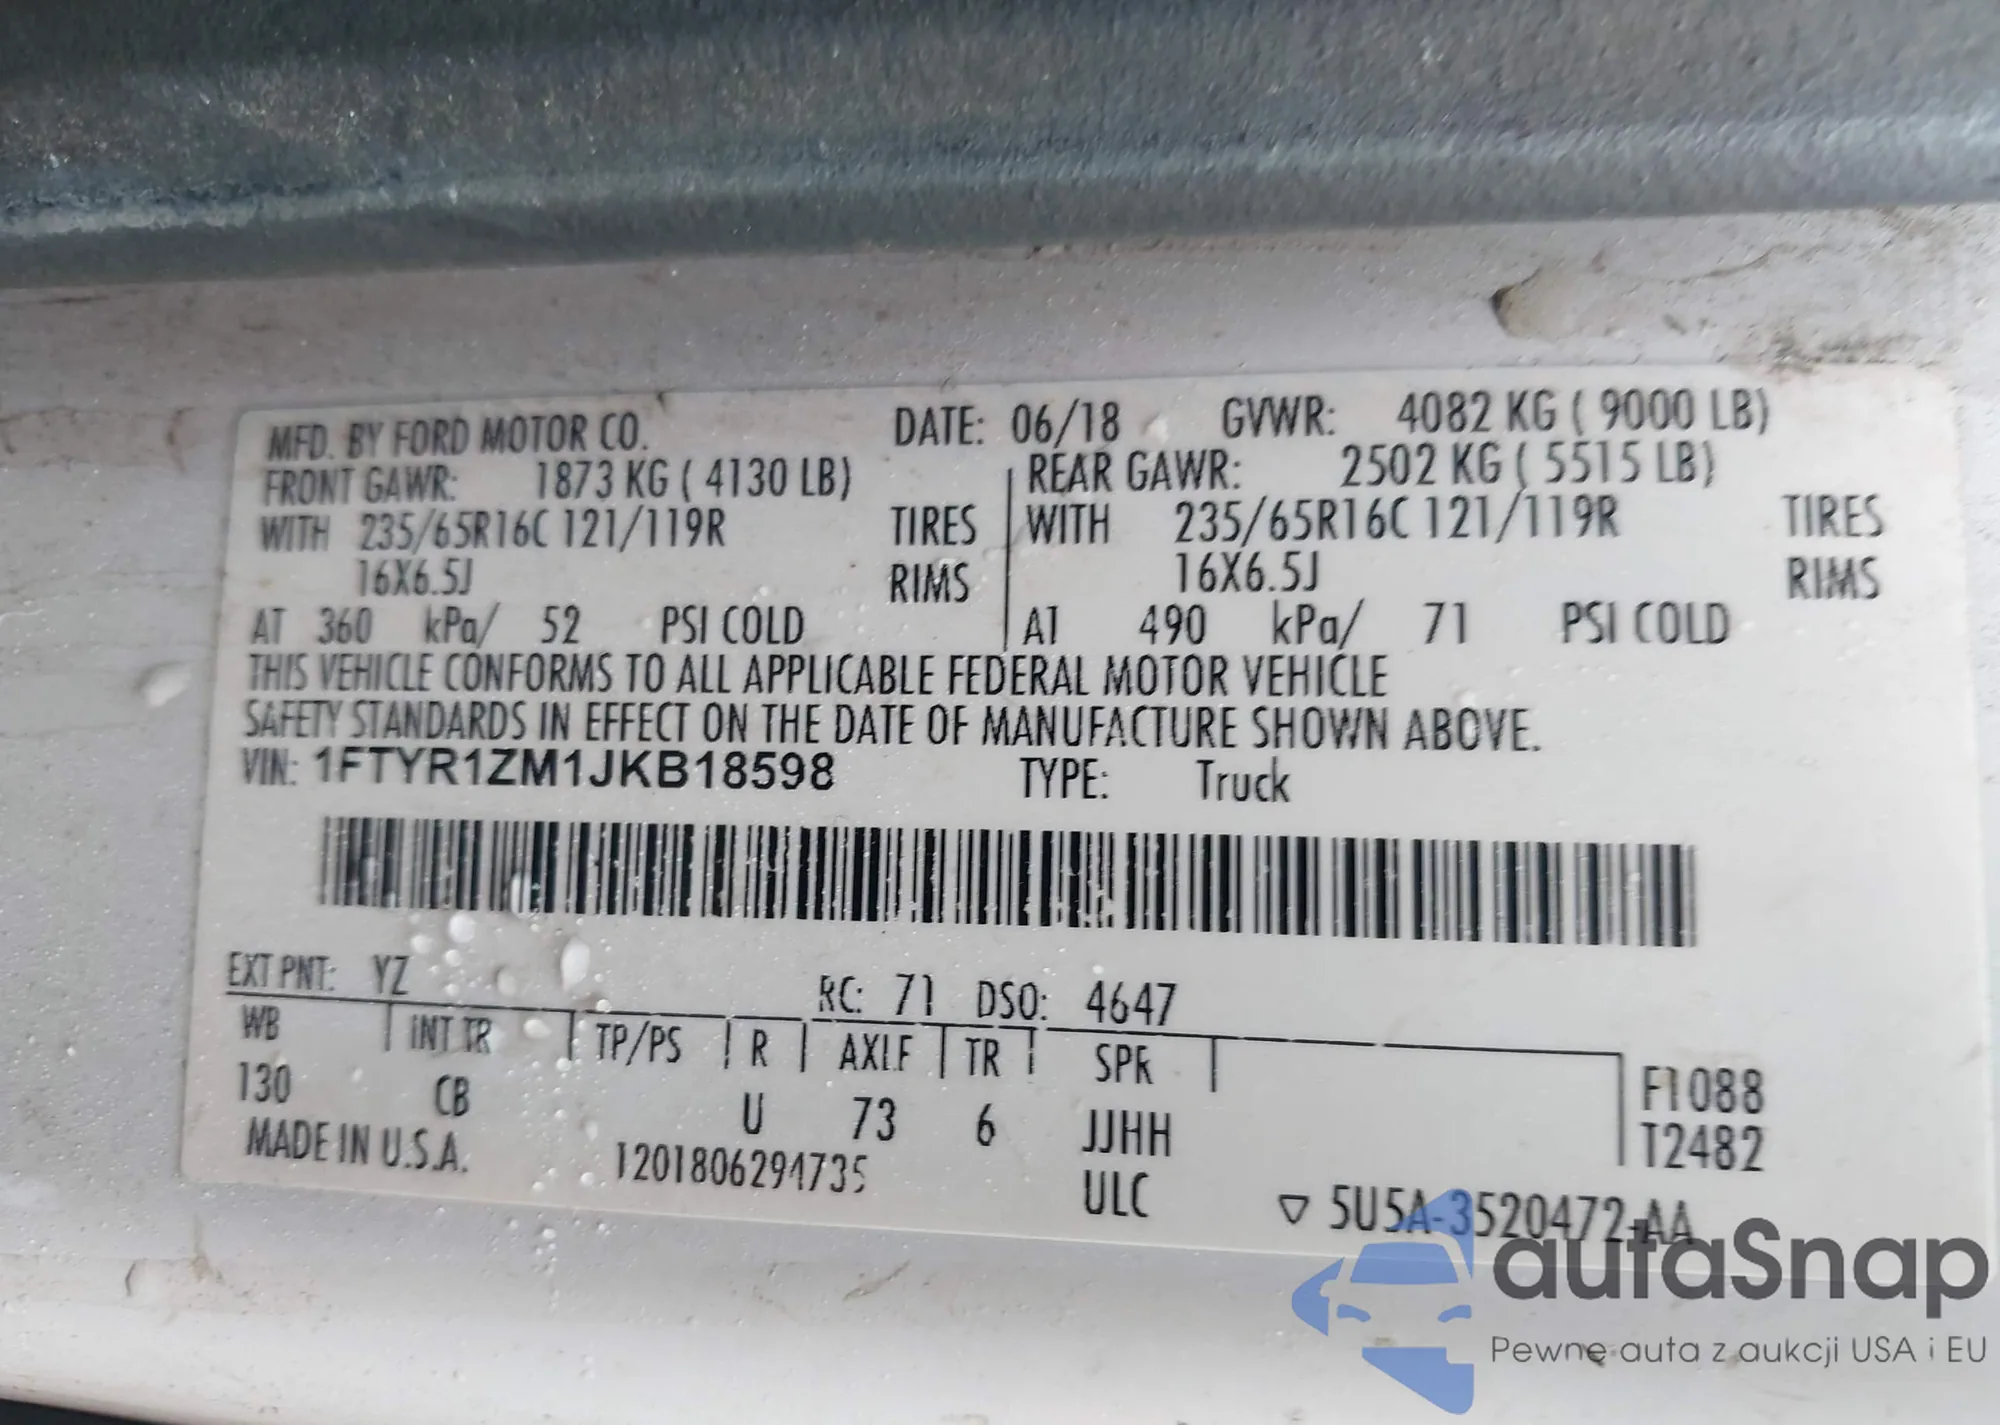 MFD. BY FORD MOTOR CO. DATE: 06/18 GVWR: 4082 KG ( 9000 LB)
FRONT GAWR: 1873 KG ( 4130 LB) REAR GAWR: 2502 KG ( 5515 LB)
WITH 235/65R16C 121/119R TIRES WITH 235/65R16C 121/119R TIRES
16X6.5J RIMS 16X6.5J RIMS
AT 360 kPa/ 52 PSI COLD AT 490 kPa/ 71 PSI COLD
THIS VEHICLE CONFORMS TO ALL APPLICABLE FEDERAL MOTOR VEHICLE
SAFETY STANDARDS IN EFFECT ON THE DATE OF MANUFACTURE SHOWN ABOVE.
VIN: 1FTYR1ZM1JKB18598 TYPE: Truck
EXT PNT: YZ RC: 71 DSO: 4647
WB INT TR TP/PS R AXLE TR SPR
130 CB U 73 6 JJHH F1088
MADE IN U.S.A. ULC T2482
▽ 5U5A-3520472-AA
autaSnap
Pewne auta z aukcji USA i EU